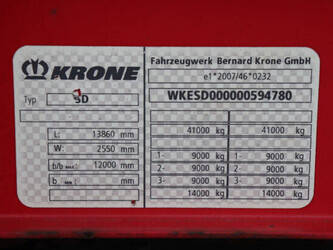 KRONE
Fahrzeugwerk Bernard Krone GmbH
e1*2007/46*0232
Typ SD
WKESD000000594780
L: 13860 mm
W: 2550 mm
b/b MAX: 12000 mm
b MIN: mm
41000 kg 41000 kg
1- 9000 kg 1- 9000 kg
2- 9000 kg 2- 9000 kg
3- 9000 kg 3- 9000 kg
14000 kg 14000 kg